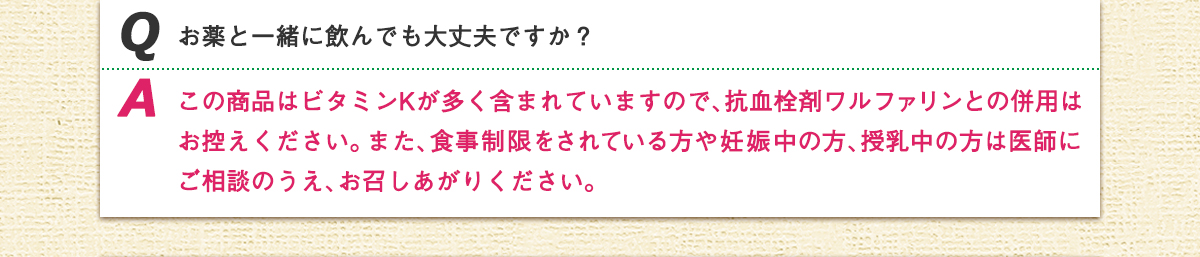 Q お薬と一緒に飲んでも大丈夫ですか？
A この商品はビタミンKが多く含まれていますので、抗血栓剤ワルファリンとの併用は
お控えください。また、食事制限をされている方や妊娠中の方、授乳中の方は医師に
ご相談のうえ、お召しあがりください。